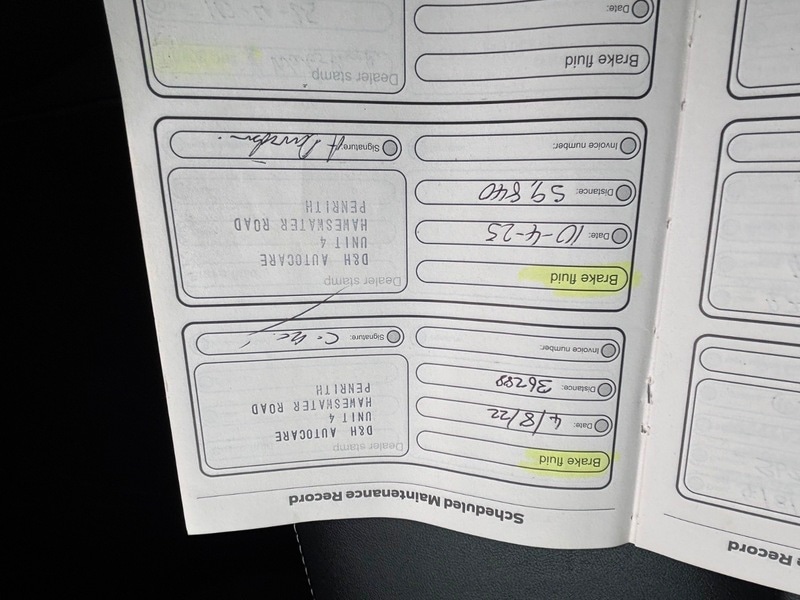 Scheduled Maintenance Record
Brake fluid
Date: 4/8/22
Distance: 36288
Invoice number:
Dealer stamp
D&H AUTOCARE
UNIT 4
HAWESWATER ROAD
PENRITH
Signature:
Brake fluid
Date: 10-4-25
Distance: 59,840
Invoice number:
Dealer stamp
D&H AUTOCARE
UNIT 4
HAWESWATER ROAD
PENRITH
Signature:
Brake fluid
Date:
Dealer stamp
Record